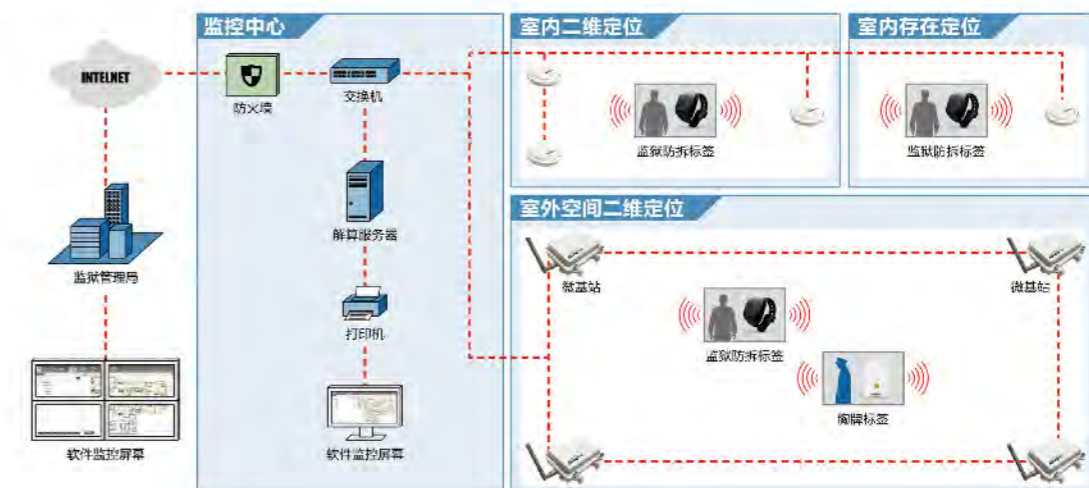 监控中心
室内二维定位
室内存在定位
INTELNET
防火墙
交换机
监狱防拆标签
监狱防拆标签
室外空间二维定位
解算服务器
监狱管理局
微基站
微基站
打印机
监狱防拆标签
胸牌标签
软件监控屏幕
软件监控屏幕